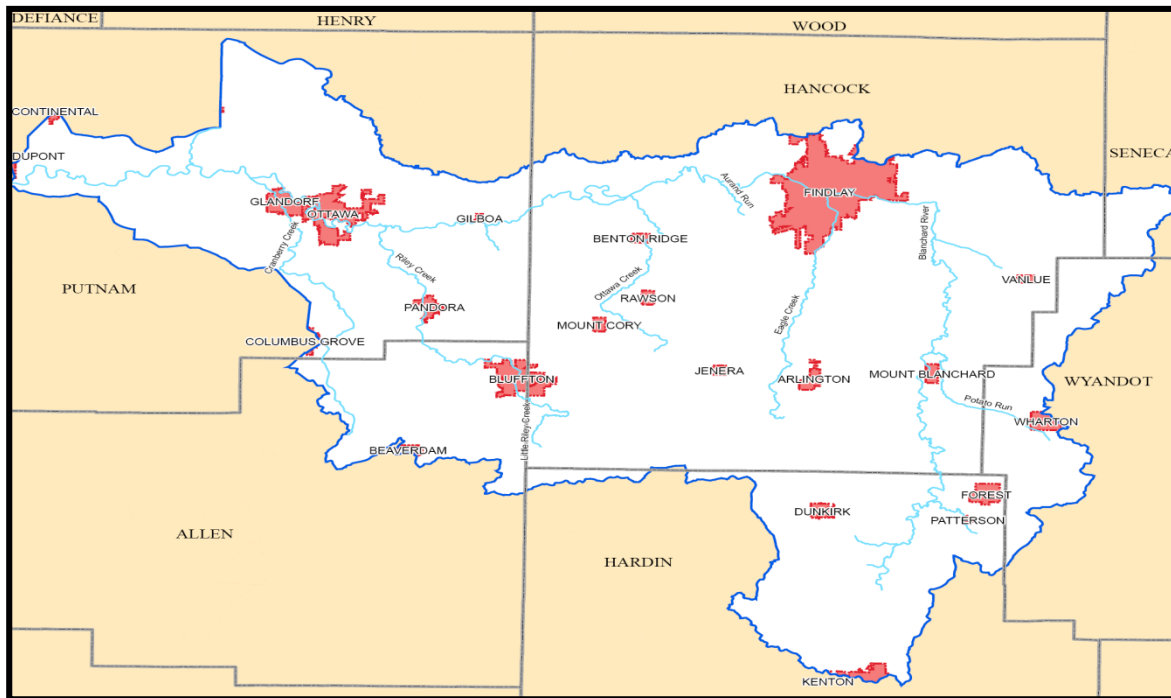 DEFIANCE
HENRY
WOOD
HANCOCK
CONTINENTAL
DUPONT
SENECA
GLANDORF
OTTAWA
GILBOA
Aurand Run
FINDLAY
Cranberry Creek
Riley Creek
BENTON RIDGE
Blanchard River
Ottawa Creek
RAWSON
VANLUE
PUTNAM
PANDORA
MOUNT CORY
Eagle Creek
COLUMBUS GROVE
BLUFFTON
JENERA
ARLINGTON
MOUNT BLANCHARD
WYANDOT
Potato Run
WHARTON
Little Riley Creek
BEAVERDAM
FOREST
DUNKIRK
PATTERSON
ALLEN
HARDIN
KENTON